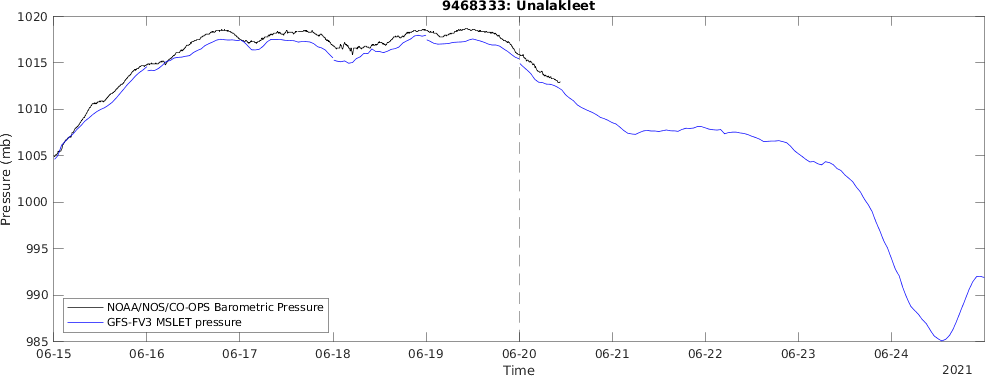 9468333: Unalakleet
1020
1015
1010
1005
1000
995
990
985
Pressure (mb)
NOAA/NOS/CO-OPS Barometric Pressure
GFS-FV3 MSLET pressure
06-15 06-16 06-17 06-18 06-19 06-20 06-21 06-22 06-23 06-24
Time
2021